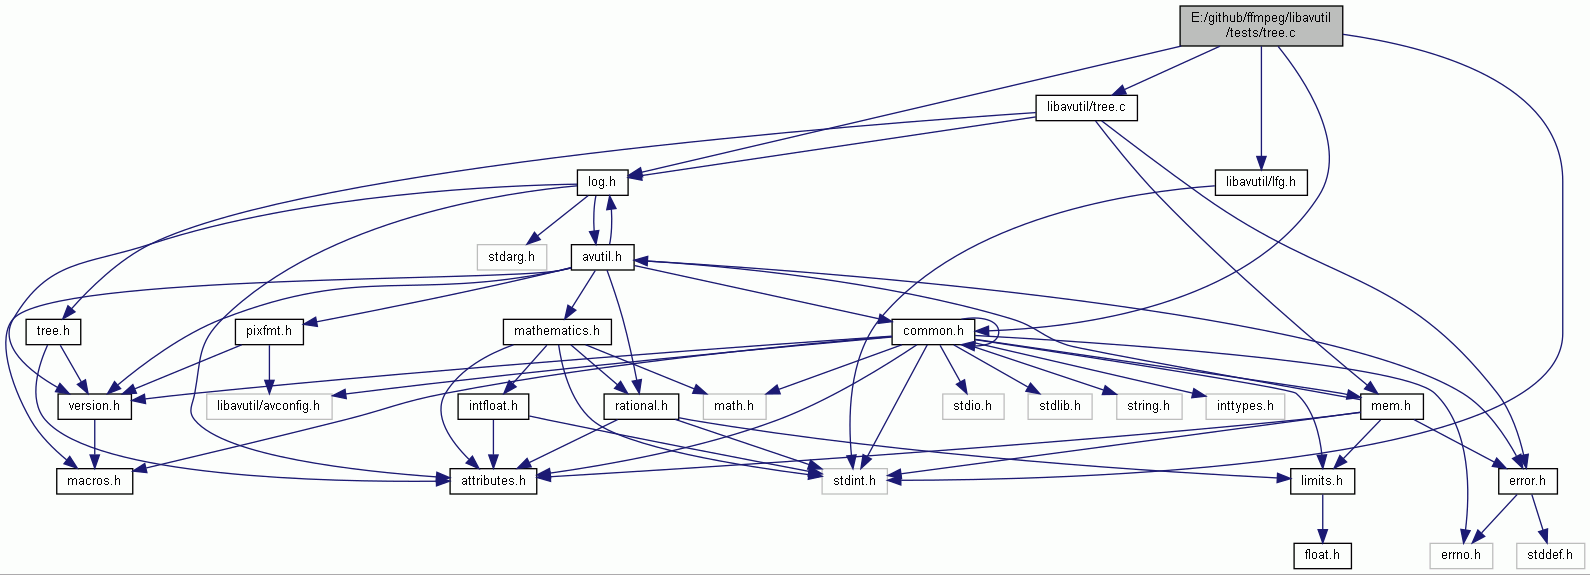 E:/github/ffmpeg/libavutil
/tests/tree.c
libavutil/tree.c
log.h
libavutil/lfg.h
stdarg.h
avutil.h
tree.h
pixfmt.h
mathematics.h
common.h
version.h
libavutil/avconfig.h
intfloat.h
rational.h
math.h
stdio.h
stdlib.h
string.h
inttypes.h
mem.h
macros.h
attributes.h
stdint.h
limits.h
error.h
float.h
errno.h
stddef.h